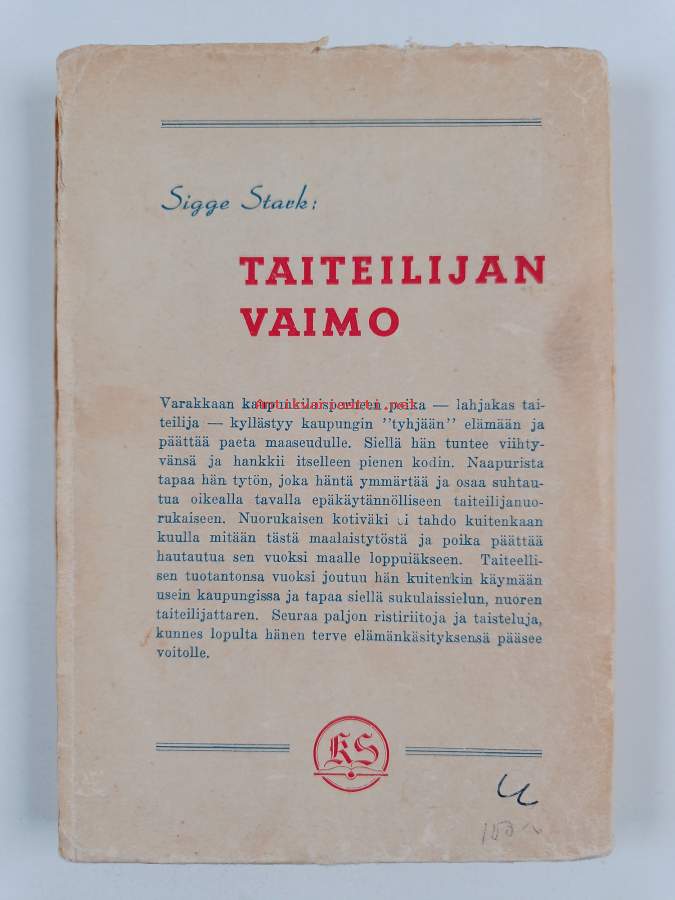 Sigge Stark:
TAITEILIJAN
VAIMO
Varakkaan kaupunkilaisperheen poika — lahjakas tai-
Antikvariaatti.net
teilija — kyllästyy kaupungin "tyhjään" elämään ja
päättää paeta maaseudulle. Siellä hän tuntee viihty-
vänsä ja hankkii itselleen pienen kodin. Naapurista
tapaa hän tytön, joka häntä ymmärtää ja osaa suhtau-
tua oikealla tavalla epäkäytännölliseen taiteilijanuo-
rukaiseen. Nuorukaisen kotiväki ei tahdo kuitenkaan
kuulla mitään tästä maalaistytöstä ja poika päättää
hautautua sen vuoksi maalle loppuiäkseen. Taiteelli-
sen tuotantonsa vuoksi joutuu hän kuitenkin käymään
usein kaupungissa ja tapaa siellä sukulaissielun, nuoren
taiteilijattaren. Seuraa paljon ristiriitoja ja taisteluja,
kunnes lopulta hänen terve elämänkäsityksensä pääsee
voitolle.
KS